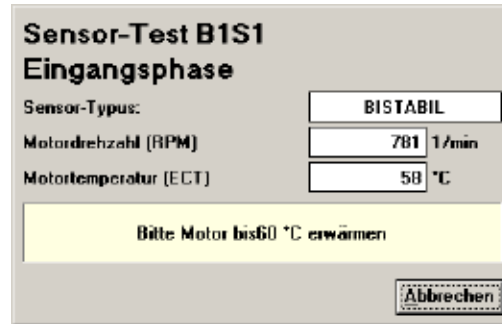 Sensor-Test B1S1
Eingangsphase
Sensor-Typus: BISTABIL
Motordrehzahl (RPM) 781 1/min
Motortemperatur (ECT) 58 °C
Bitte Motor bis60 °C erwärmen
Abbrechen